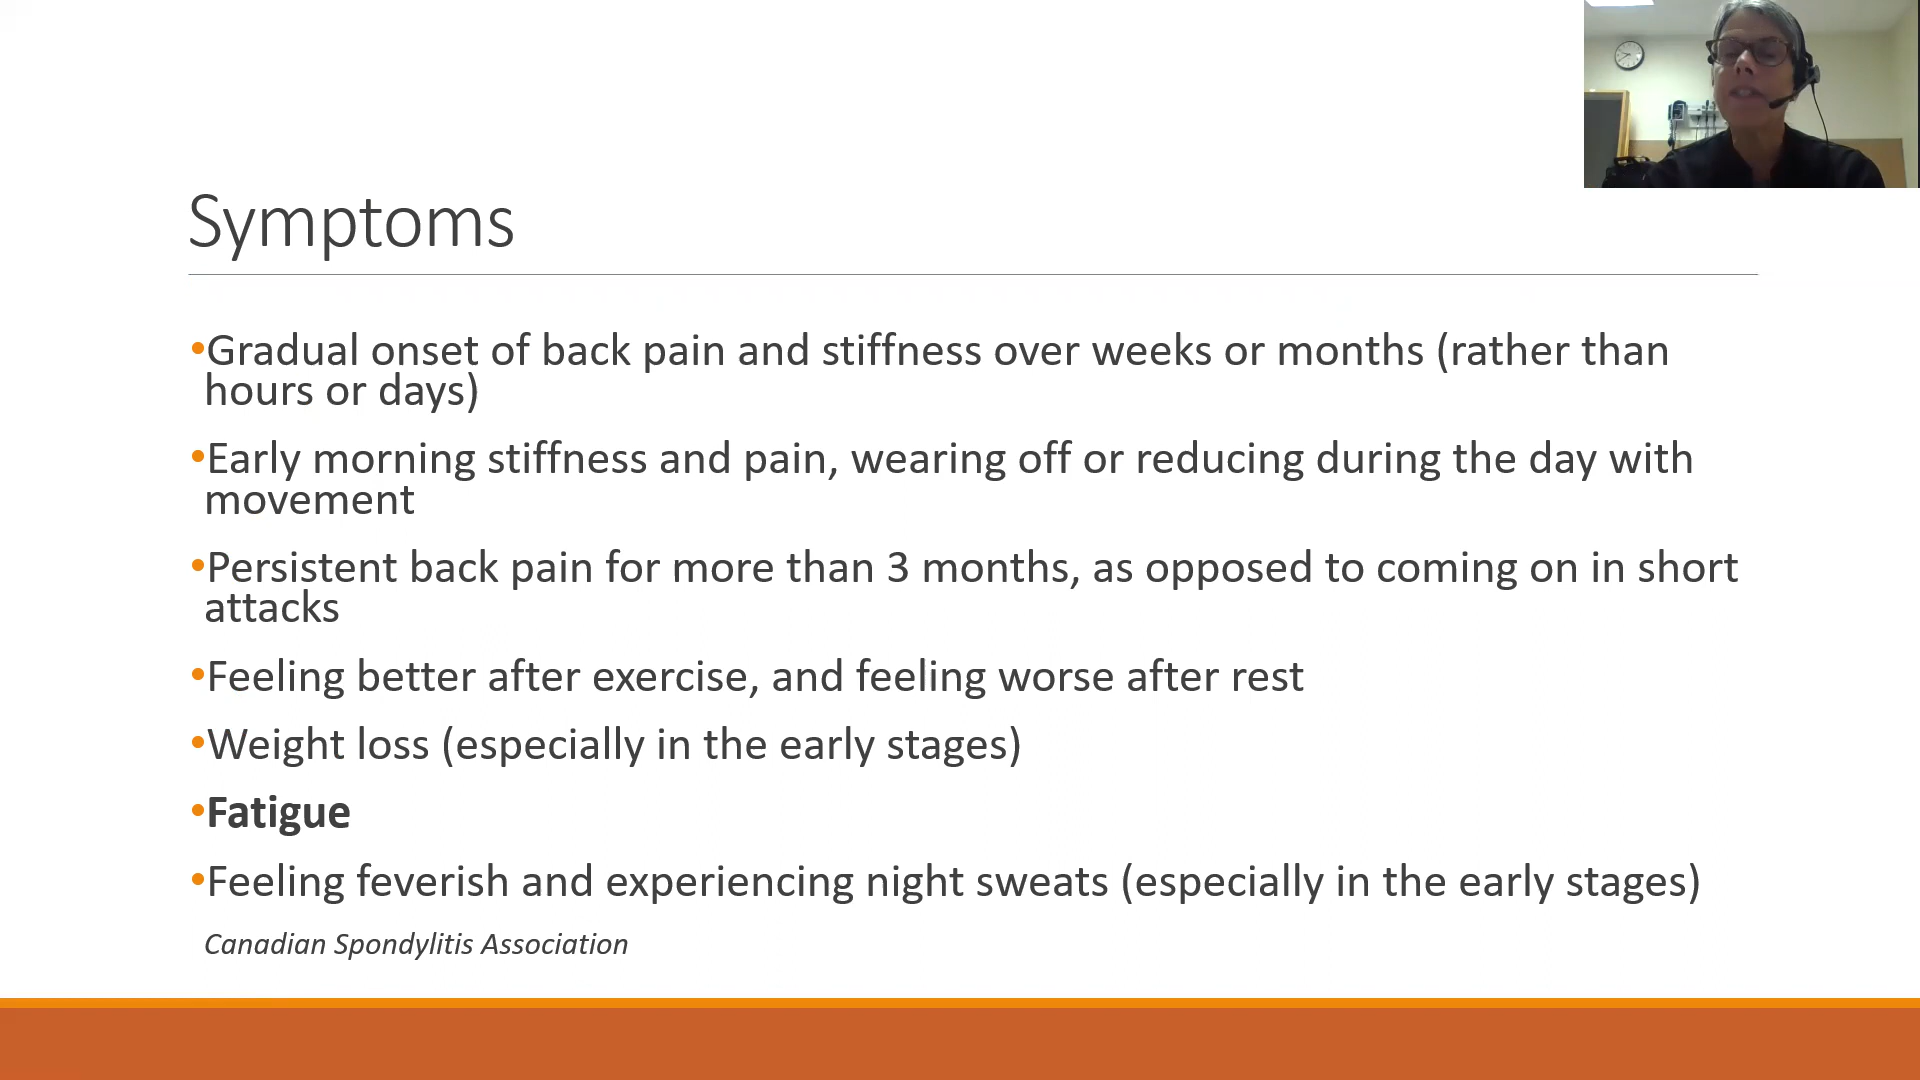 Symptoms
•Gradual onset of back pain and stiffness over weeks or months (rather than
hours or days)
•Early morning stiffness and pain, wearing off or reducing during the day with
movement
•Persistent back pain for more than 3 months, as opposed to coming on in short
attacks
•Feeling better after exercise, and feeling worse after rest
•Weight loss (especially in the early stages)
•Fatigue
•Feeling feverish and experiencing night sweats (especially in the early stages)
Canadian Spondylitis Association